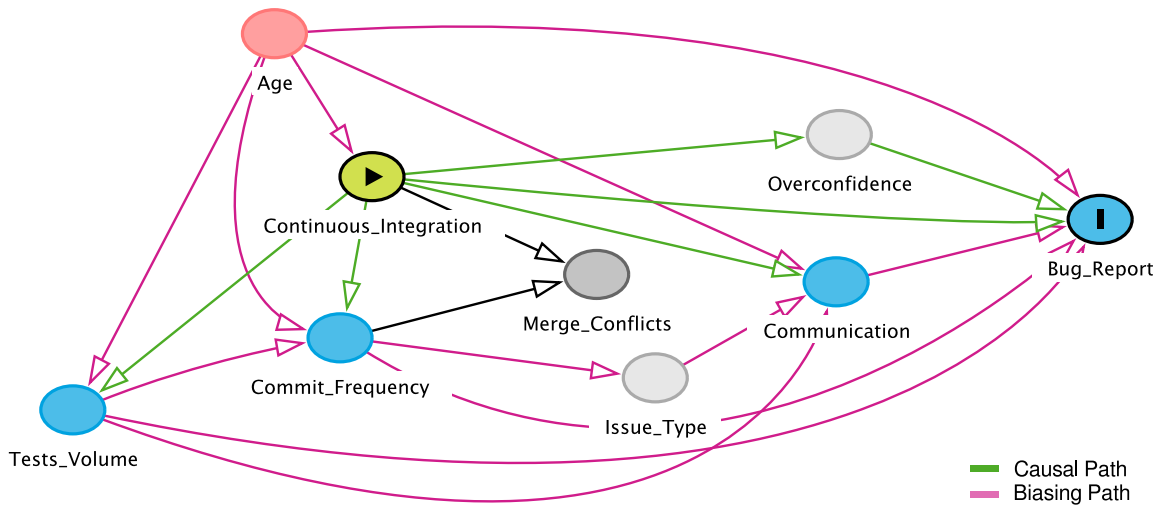 Age
Overconfidence
Continuous_Integration
Bug_Report
Merge_Conflicts
Communication
Commit_Frequency
Issue_Type
Tests_Volume
Causal Path
Biasing Path